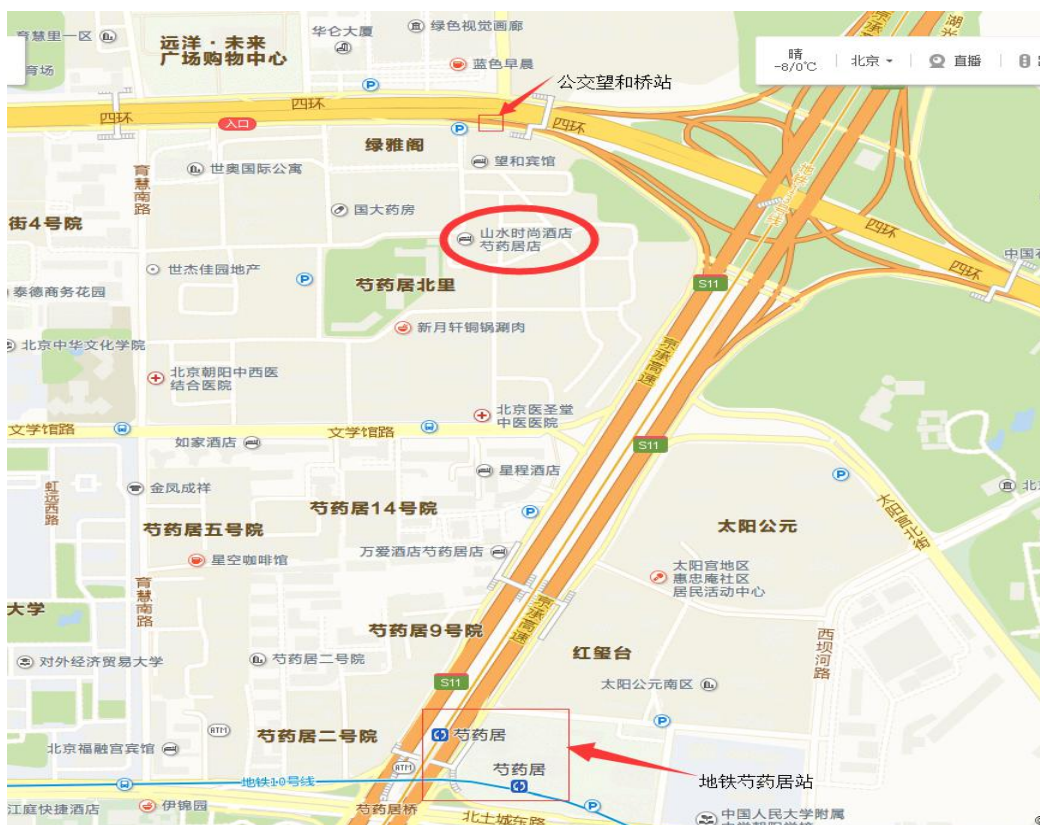 育慧里一区
华仑大厦
绿色视觉画廊
远洋·未来
广场购物中心
育场
蓝色早晨
晴
-8/0℃
北京
直播
P
公交望和桥站
四环
四环
入口
P
四环
绿雅阁
望和宾馆
世奥国际公寓
育慧南路
国大药房
街4号院
山水时尚酒店
芍药居店
四环
四环
中国石
世杰佳园地产
P
泰德商务花园
芍药居北里
S11
新月轩铜锅涮肉
北京中华文化学院
京承高速
北京朝阳中西医
结合医院
北京医圣堂
中医医院
文学馆路
文学馆路
如家酒店
S11
星程酒店
P
虹远西路
金凤成祥
太阳宫北街
芍药居14号院
P
芍药居五号院
太阳公元
万爱酒店芍药居店
星空咖啡馆
太阳宫地区
惠忠庵社区
居民活动中心
育慧南路
大学
京承高速
芍药居9号院
西坝河路
红玺台
对外经济贸易大学
芍药居二号院
S11
太阳公元南区
P
ATM
芍药居二号院
芍药居
北京福融宫宾馆
芍药居
ATM
地铁芍药居站
地铁10号线
江庭快捷酒店
伊锦园
芍药居桥
P
北土城东路
中国人民大学附属